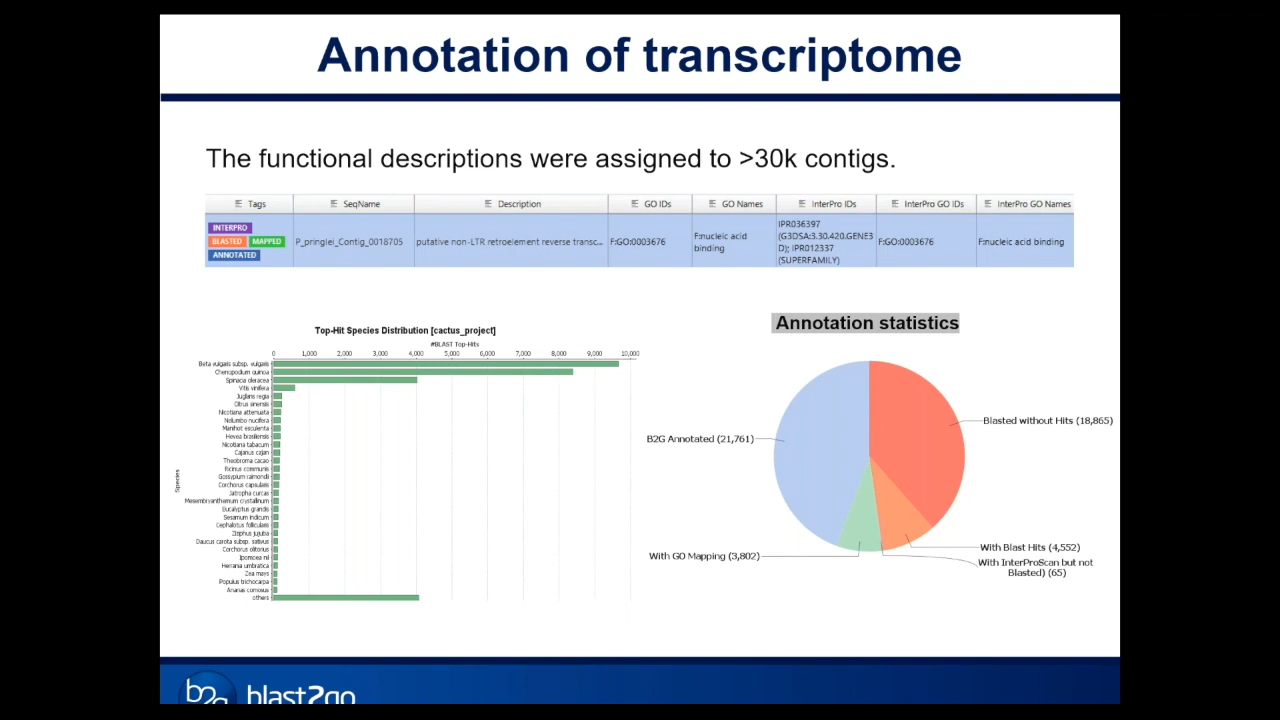 Annotation of transcriptome
The functional descriptions were assigned to >30k contigs.
Tags SeqName Description GO IDs GO Names InterPro IDs InterPro GO IDs InterPro GO Names
INTERPRO
BLASTED MAPPED
ANNOTATED
P_pringlei_Contig_0018705
putative non-LTR retroelement reverse transc...
F:GO:0003676
F:nucleic acid
binding
IPR036397
(G3DSA:3.30.420.GENE3
D); IPR012337
(SUPERFAMILY)
F:GO:0003676
F:nucleic acid binding
Top-Hit Species Distribution [cactus_project]
#BLAST Top-Hits
0 1,000 2,000 3,000 4,000 5,000 6,000 7,000 8,000 9,000 10,000
Species
Beta vulgaris subsp. vulgaris
Chenopodium quinoa
Spinacia oleracea
Vitis vinifera
Juglans regia
Citrus sinensis
Nicotiana attenuata
Nelumbo nucifera
Manihot esculenta
Hevea brasiliensis
Nicotiana tabacum
Cajanus cajan
Theobroma cacao
Ricinus communis
Gossypium raimondii
Corchorus capsularis
Jatropha curcas
Mesembryanthemum crystallinum
Eucalyptus grandis
Sesamum indicum
Cephalotus follicularis
Ziziphus jujuba
Daucus carota subsp. sativus
Corchorus olitorius
Ipomoea nil
Herrania umbratica
Zea mays
Populus trichocarpa
Ananas comosus
others
Annotation statistics
Blasted without Hits (18,865)
B2G Annotated (21,761)
With Blast Hits (4,552)
With GO Mapping (3,802)
With InterProScan but not
Blasted) (65)
b2g blast2go